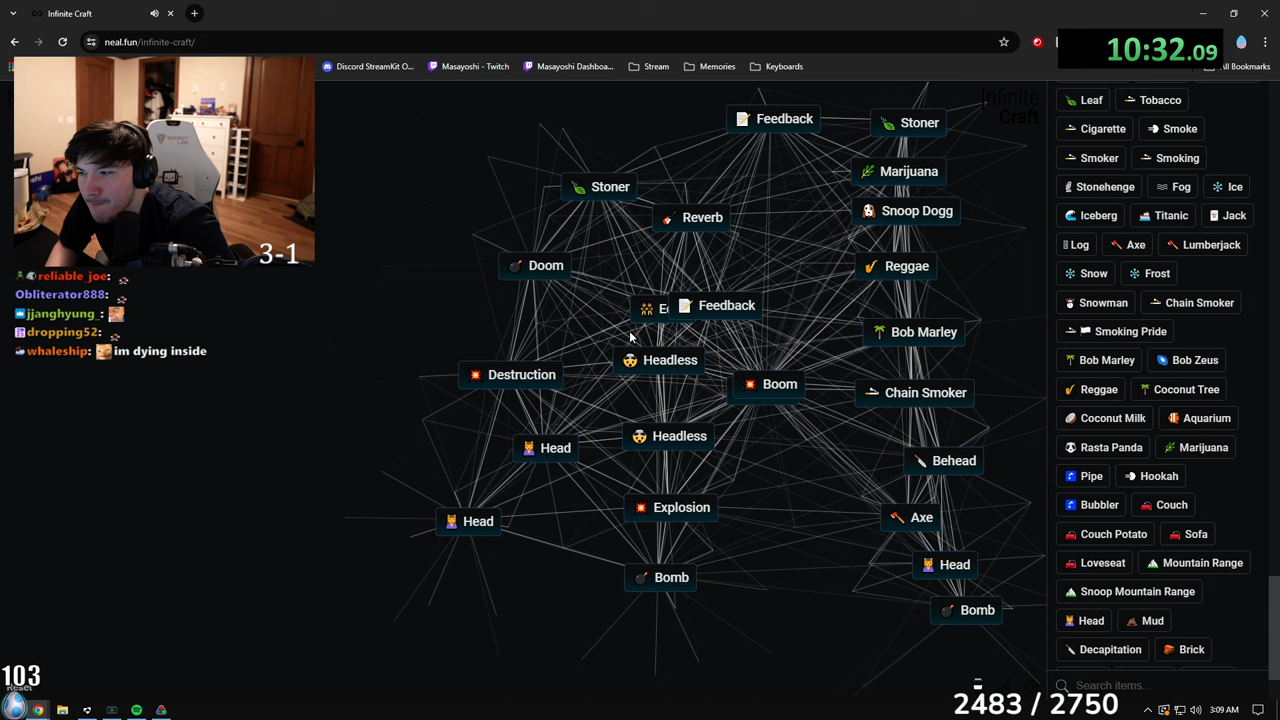 Infinite Craft
10:32.09
neal.fun/infinite-craft/
Discord StreamKit O...
Masayoshi - Twitch
Masayoshi Dashboa...
Stream
Memories
Keyboards
All Bookmarks
3-1
reliable_joe:
Obliterator888:
jjanghyung_:
dropping52:
whaleship: im dying inside
Infinite
Craft
Feedback
Stoner
Marijuana
Stoner
Reverb
Snoop Dogg
Doom
Reggae
Feedback
Bob Marley
Headless
Destruction
Boom
Chain Smoker
Headless
Head
Behead
Explosion
Axe
Head
Head
Bomb
Bomb
Leaf
Tobacco
Cigarette
Smoke
Smoker
Smoking
Stonehenge
Fog
Ice
Iceberg
Titanic
Jack
Log
Axe
Lumberjack
Snow
Frost
Snowman
Chain Smoker
Smoking Pride
Bob Marley
Bob Zeus
Reggae
Coconut Tree
Coconut Milk
Aquarium
Rasta Panda
Marijuana
Pipe
Hookah
Bubbler
Couch
Couch Potato
Sofa
Loveseat
Mountain Range
Snoop Mountain Range
Head
Mud
Decapitation
Brick
Search items...
103
Reset
2483 / 2750
3:09 AM